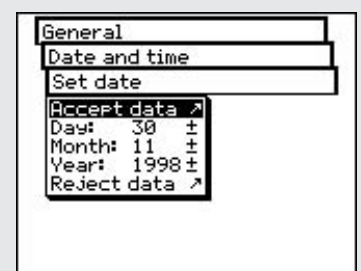 General
Date and time
Set date
Accept data ↗
Day: 30 ±
Month: 11 ±
Year: 1998 ±
Reject data ↗